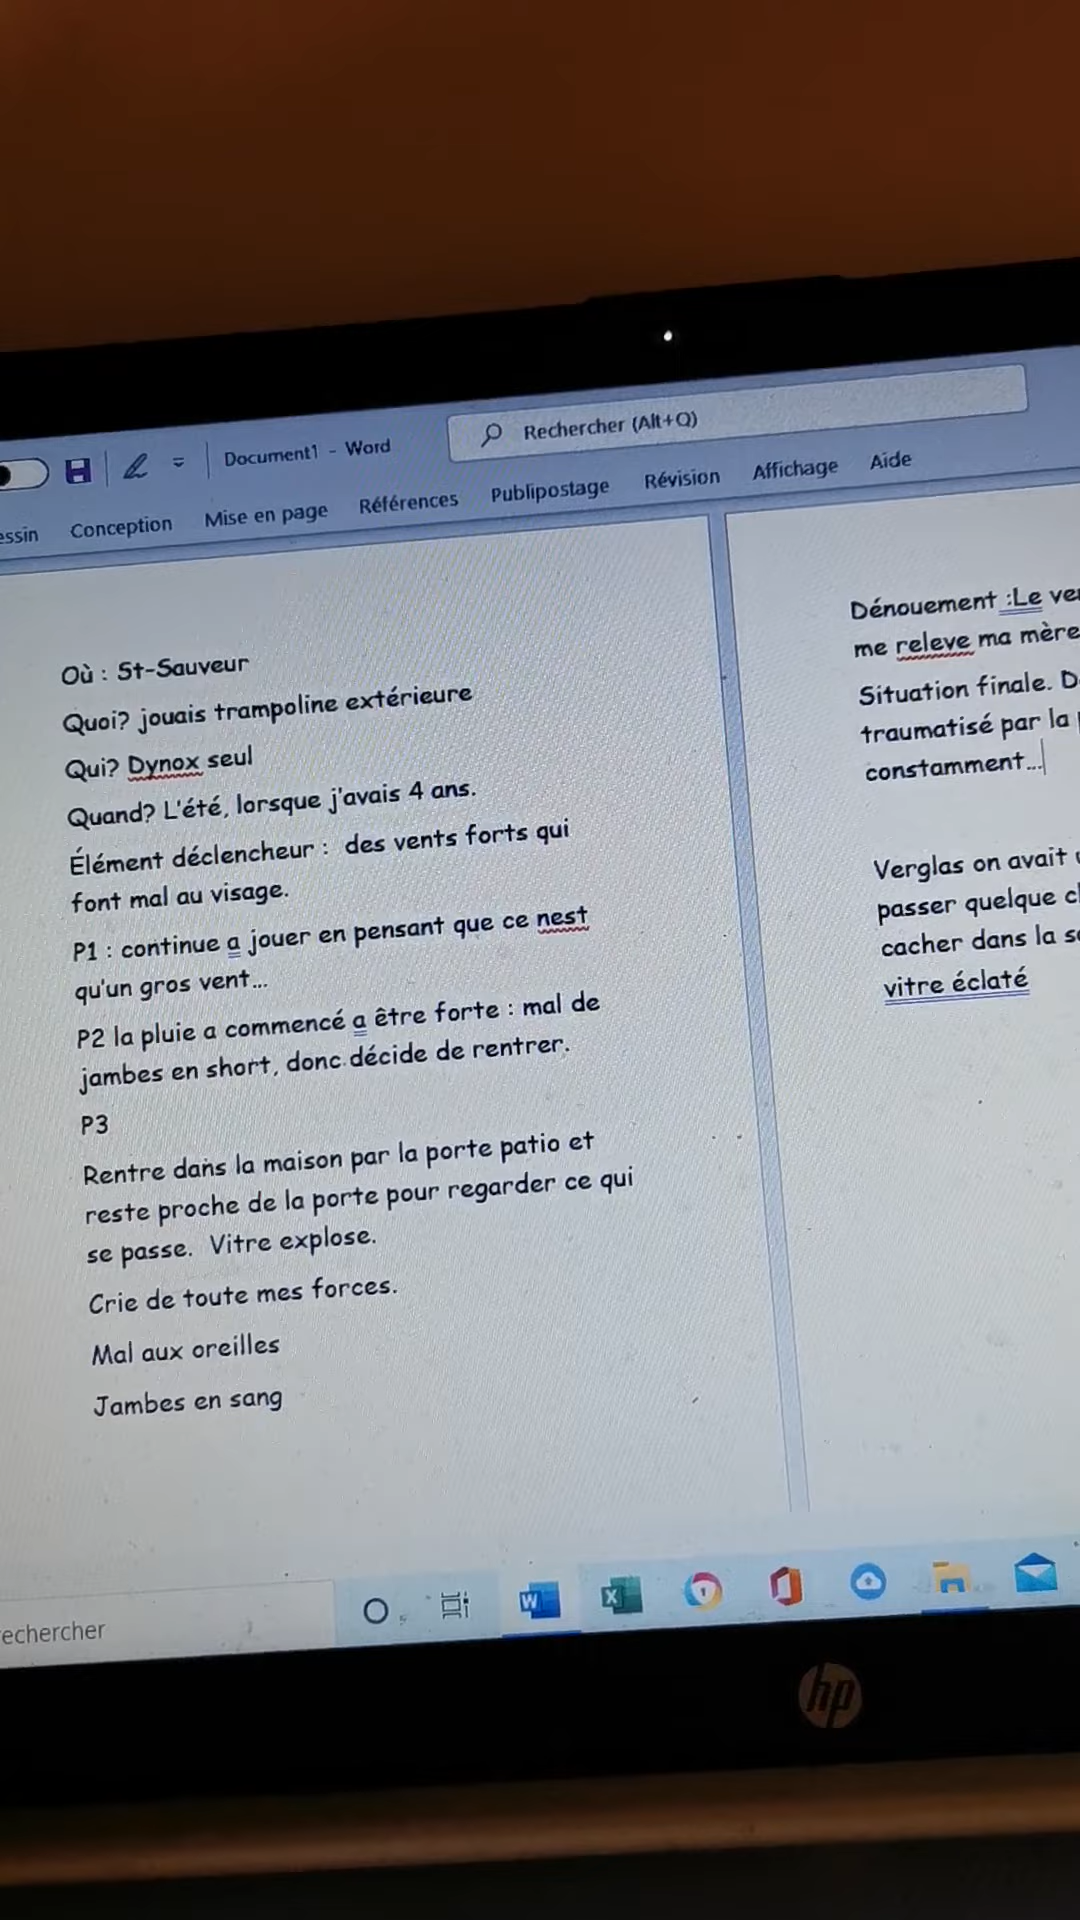 Document1 - Word
Rechercher (Alt+Q)
Conception Mise en page Références Publipostage Révision Affichage Aide
Où : St-Sauveur
Quoi? jouais trampoline extérieure
Qui? Dynox seul
Quand? L'été, lorsque j'avais 4 ans.
Élément déclencheur : des vents forts qui
font mal au visage.
P1 : continue a jouer en pensant que ce nest
qu'un gros vent...
P2 la pluie a commencé a être forte : mal de
jambes en short, donc décide de rentrer.
P3
Rentre dans la maison par la porte patio et
reste proche de la porte pour regarder ce qui
se passe. Vitre explose.
Crie de toute mes forces.
Mal aux oreilles
Jambes en sang
Dénouement :Le
me releve ma mère
Situation finale.
traumatisé par la
constamment...
Verglas on avait
passer quelque
cacher dans la
vitre éclaté
hp